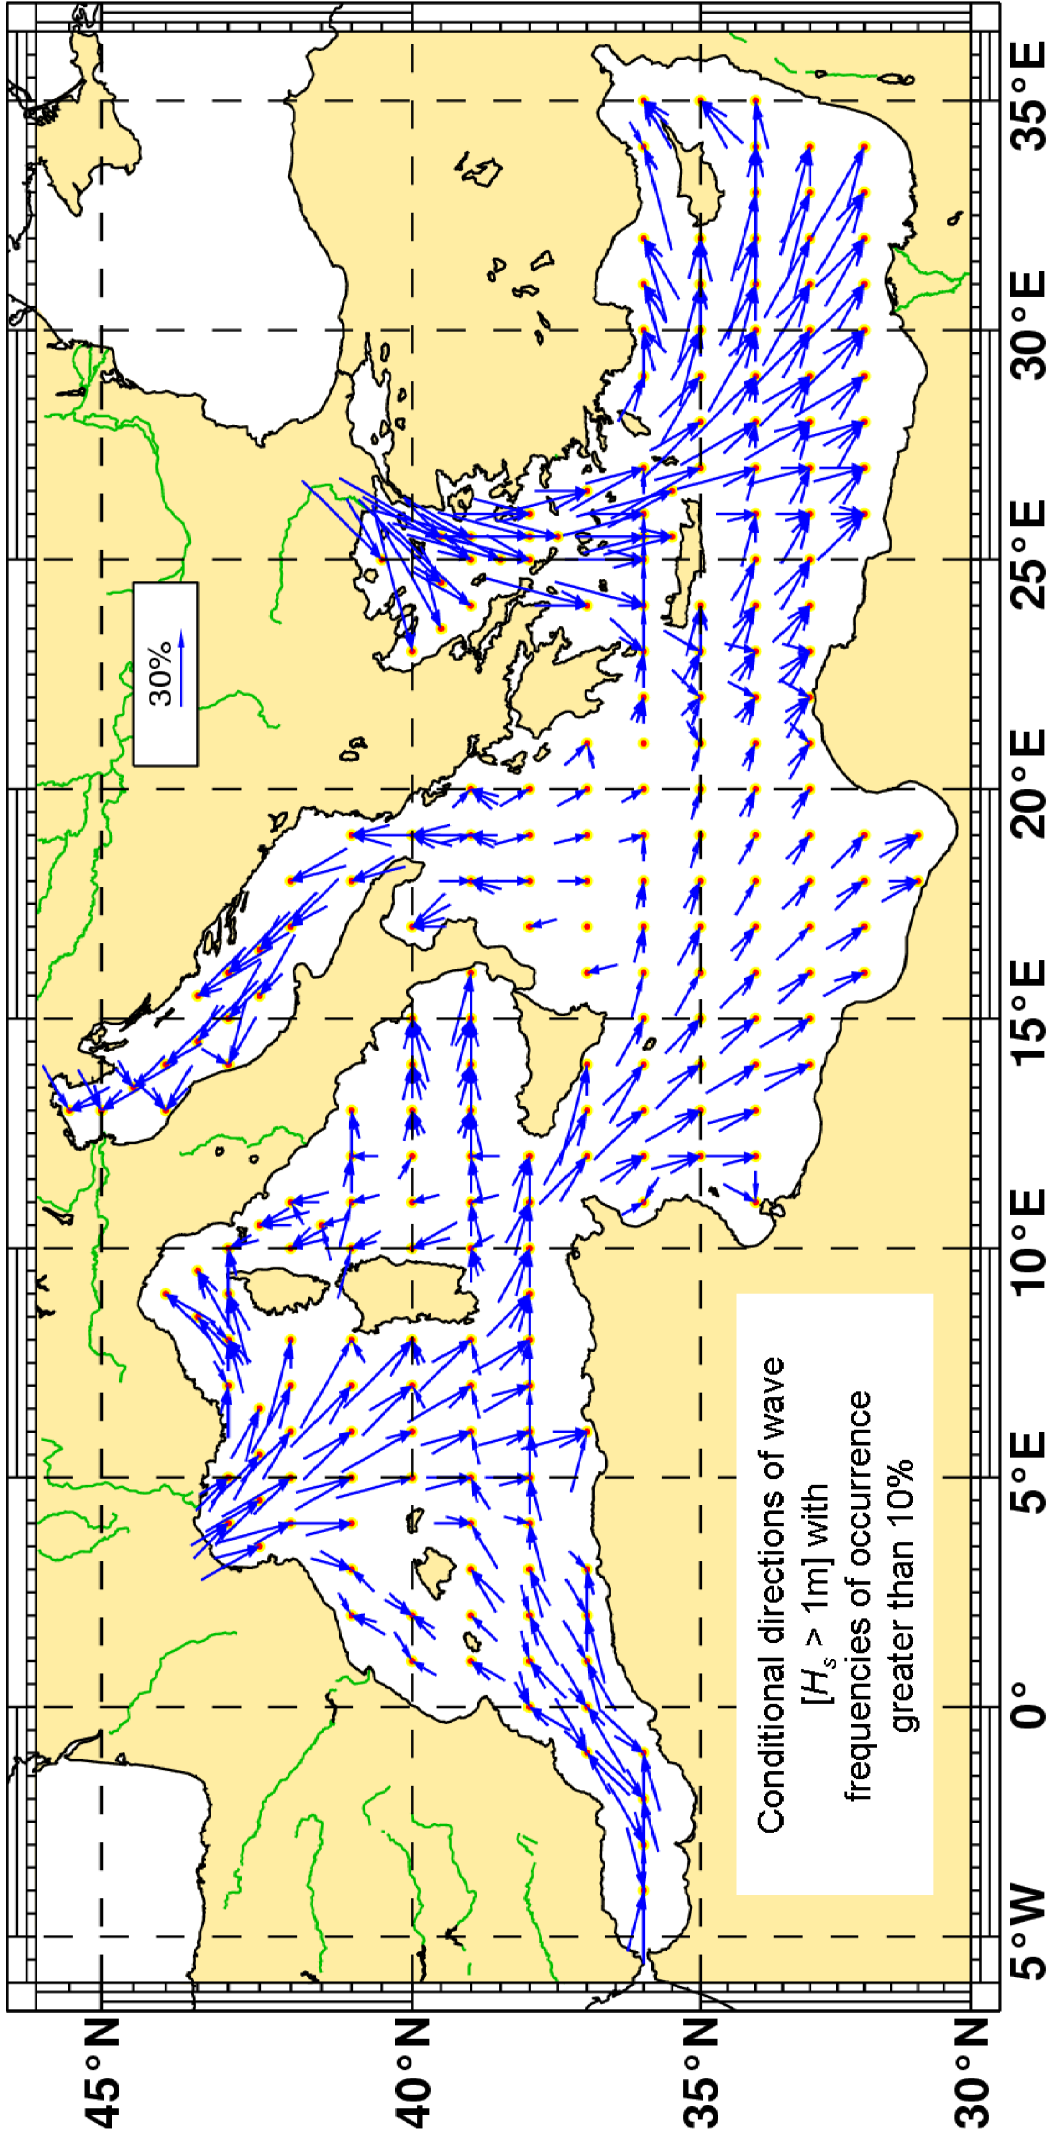 45°N
40°N
35°N
30°N
5°W
0°
5°E
10°E
15°E
20°E
25°E
30°E
35°E
30%
Conditional directions of wave
[Hs > 1m] with
frequencies of occurrence
greater than 10%